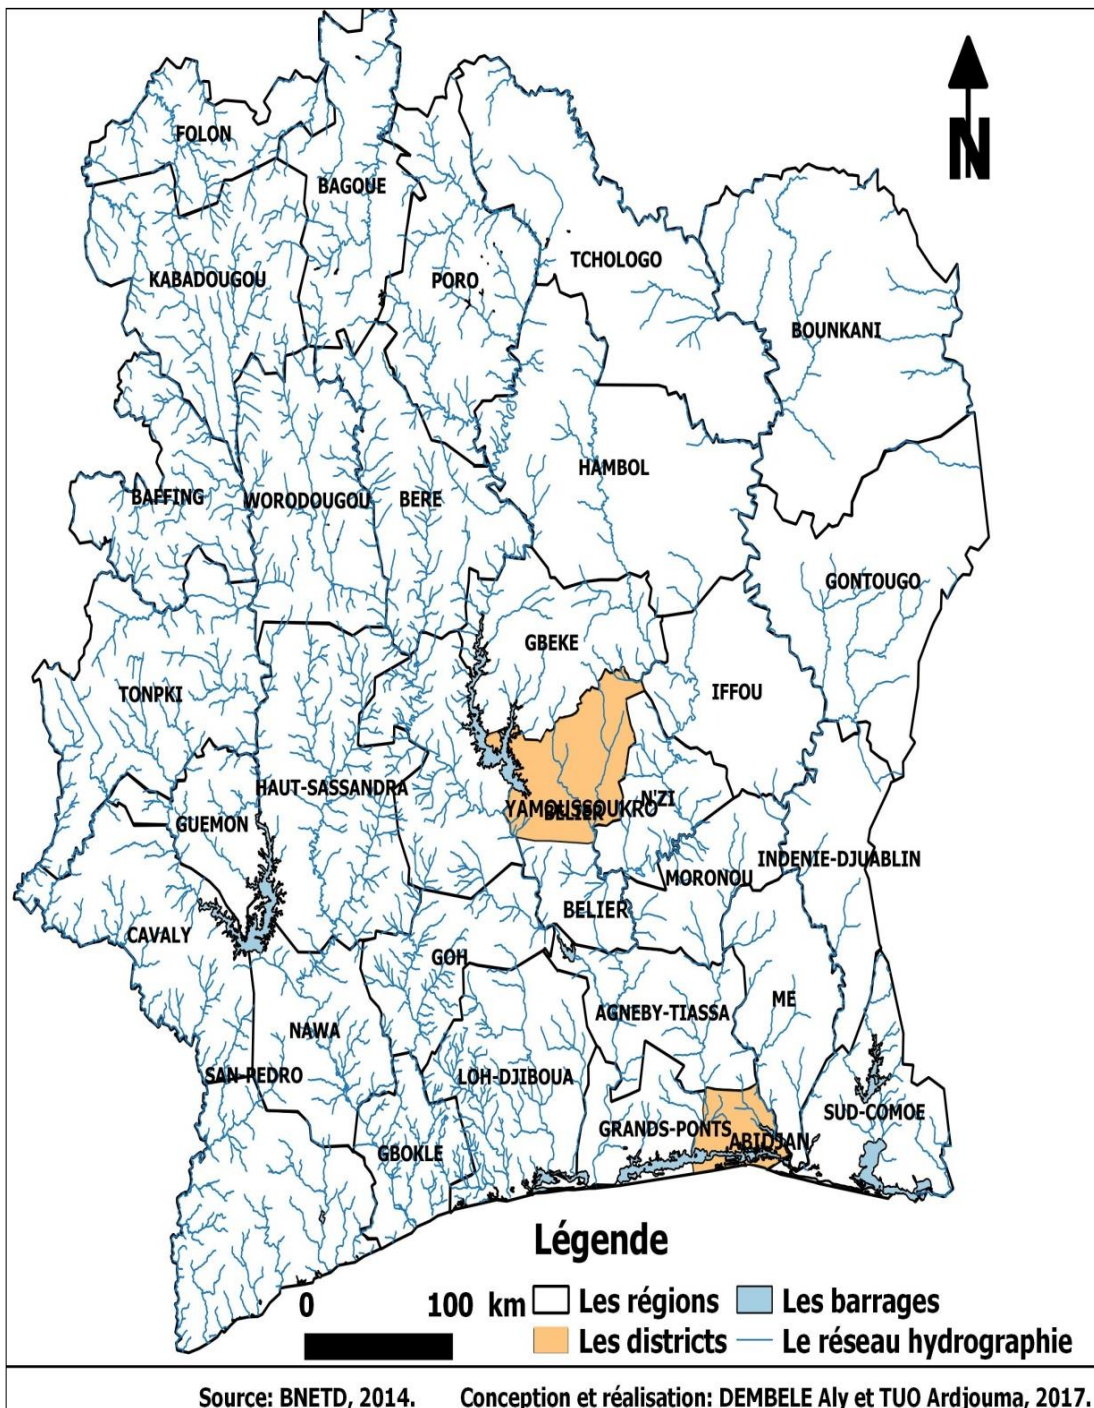 N
FOLON
BAGOUE
KABADOUGOU
PORO
TCHOLOGO
BOUNKANI
HAMBOL
BAFFING
WORODOUGOU
BERE
GONTOUGO
GBEKE
TONPKI
IFFOU
HAUT-SASSANDRA
GUEMON
YAMOUSSOUKRO
BELIER
N'ZI
MORONOU
INDENIE-DJUABLIN
BELIER
CAVALY
GOH
AGNEBY-TIASSA
ME
NAWA
SAN-PEDRO
LOH-DJIBOUA
GRANDS-PONTS
SUD-COMOE
ABIDJAN
GBOKLE
Légende
0 100 km
Les régions
Les barrages
Les districts
Le réseau hydrographie
Source: BNETD, 2014. Conception et réalisation: DEMBELE Aly et TUO Ardjouma, 2017.